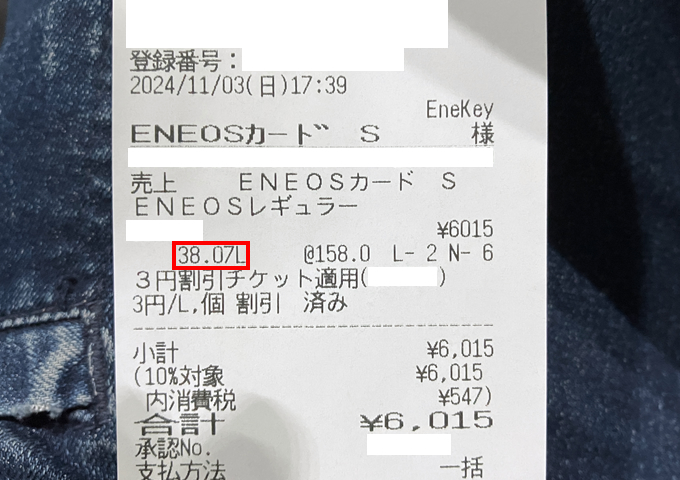 登録番号:
2024/11/03(日)17:39
EneKey
ENEOSカード S 様
売上 ENEOSカード S
ENEOSレギュラー
¥6015
38.07L @158.0 L- 2 N- 6
3円割引チケット適用( )
3円/L,個 割引 済み
小計 ¥6,015
(10%対象 ¥6,015
内消費税 ¥547)
合計 ¥6,015
承認No.
支払方法 一括